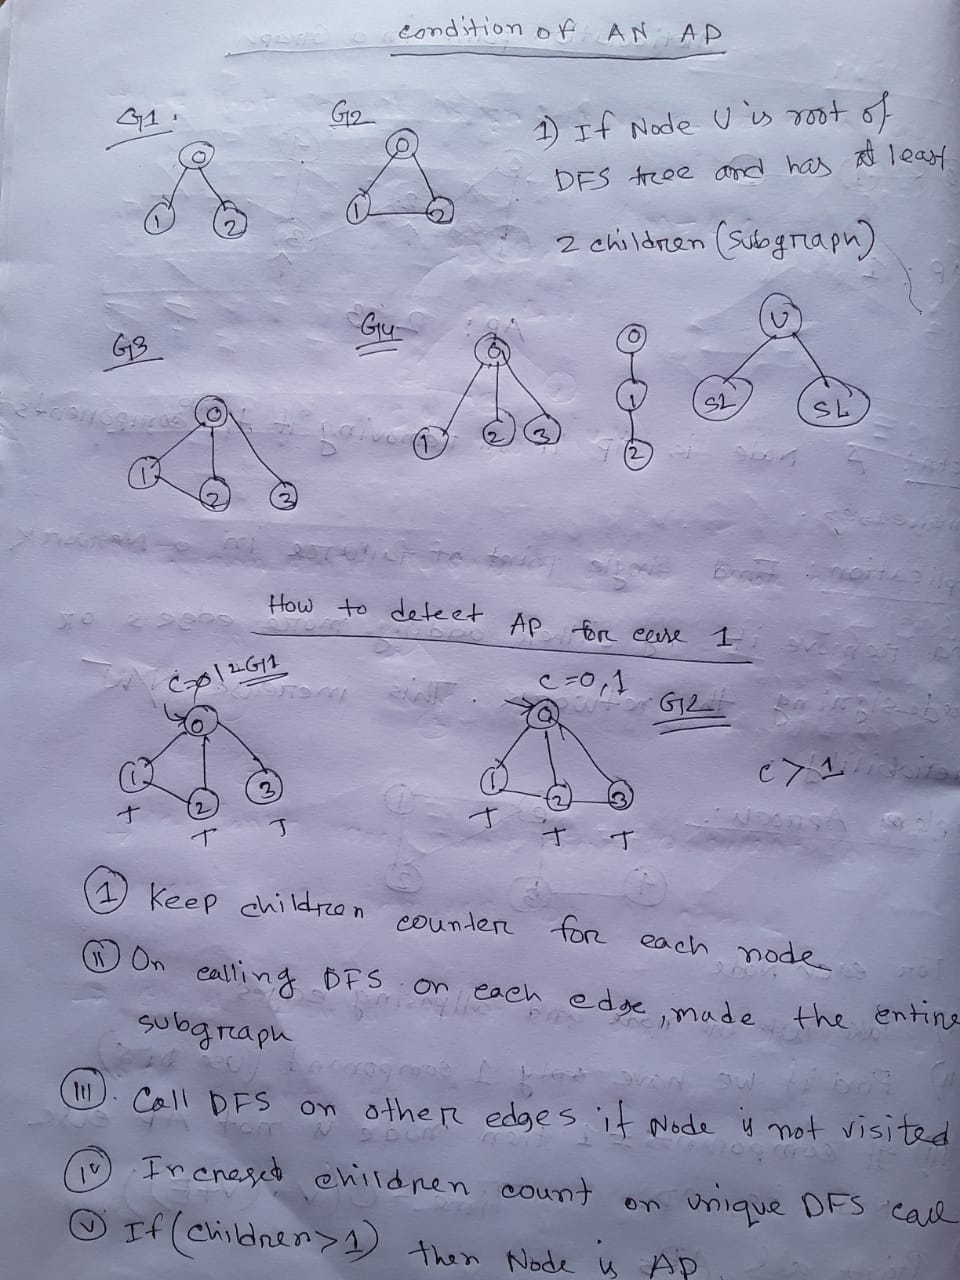 condition of AN AP
G1.
G2
0
1
2
0
1
2
1) If Node U is root of
DFS tree and has at least
2 children (subgraph)
G3
G4
0
1
2
3
0
1
2
3
0
1
2
U
SL
SL
How to detect AP for case 1
c=0 1 2 G1
0
1
2
3
T
T
T
c=0,1
G2
0
1
2
3
T
T
T
c>1
I Keep children counter for each node
II On calling DFS on each edge, made the entire
subgraph
III. Call DFS on other edges if Node is not visited
IV Incresed children count on unique DFS call
V If (children>1) then Node is AP